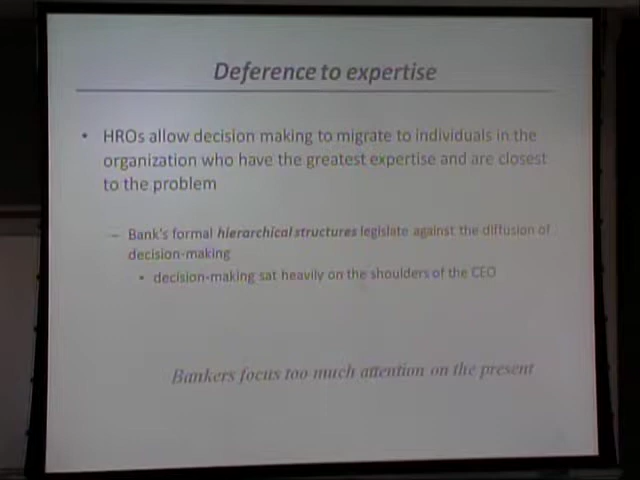 Deference to expertise
• HROs allow decision making to migrate to individuals in the
organization who have the greatest expertise and are closest
to the problem
– Bank's formal hierarchical structures legislate against the diffusion of
decision-making
• decision-making sat heavily on the shoulders of the CEO
Bankers focus too much attention on the present